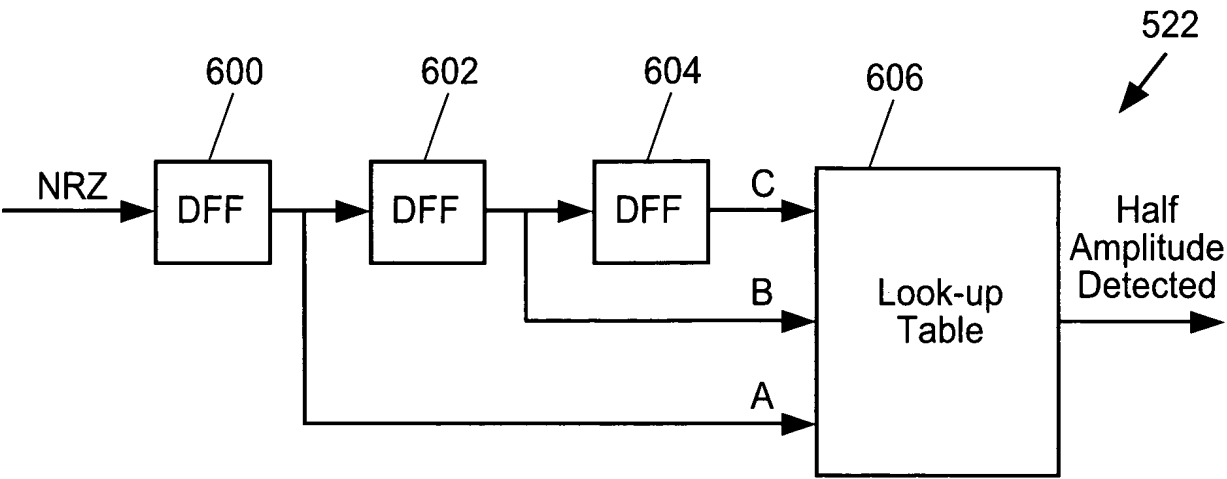 522
600
602
604
606
NRZ
DFF
DFF
DFF
C
B
A
Look-up
Table
Half
Amplitude
Detected